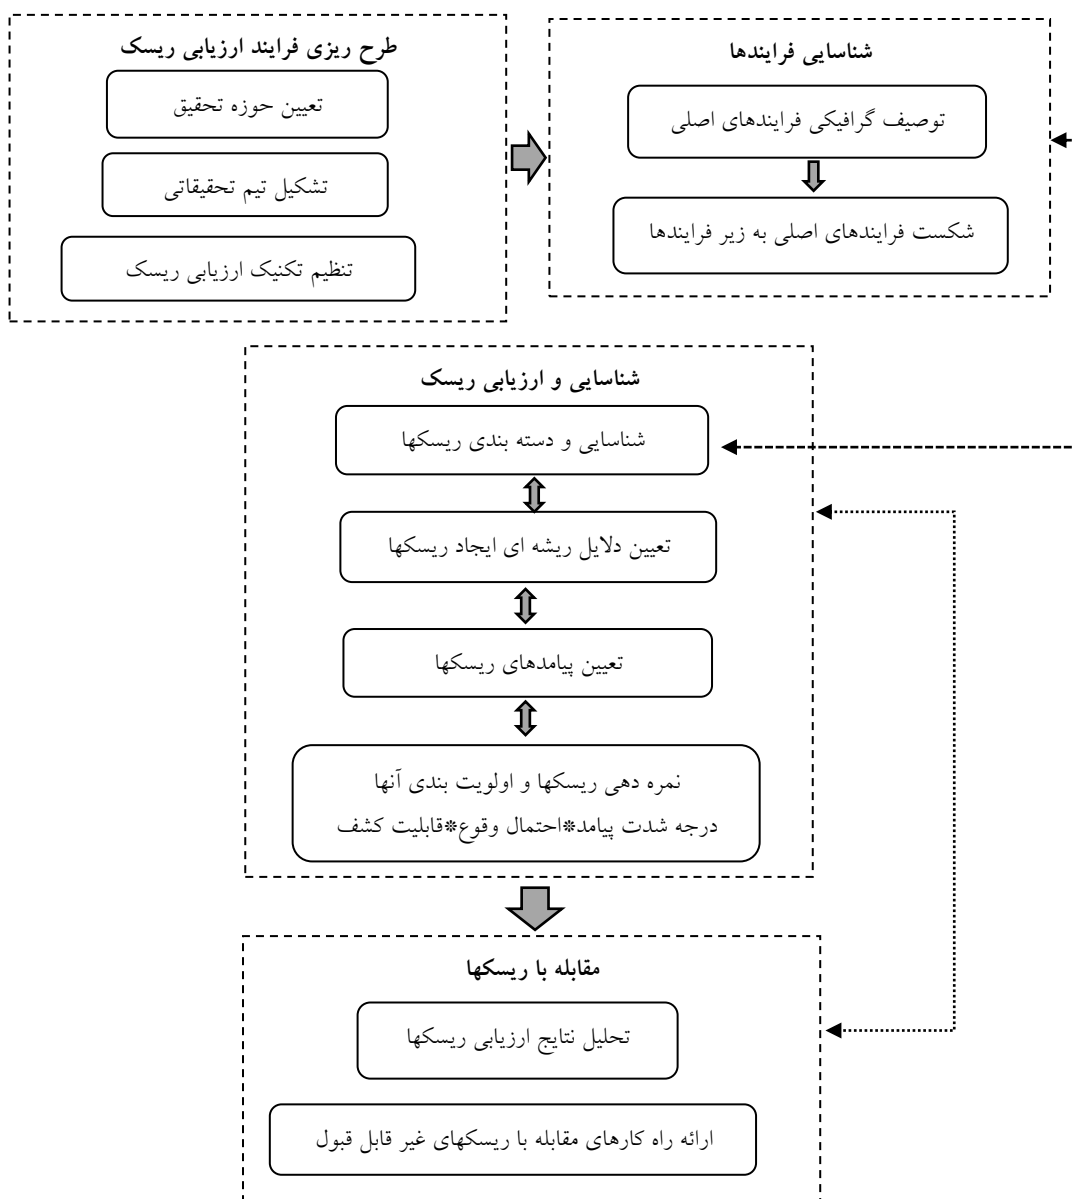 طرح ریزی فرایند ارزیابی ریسک
تعیین حوزه تحقیق
تشکیل تیم تحقیقاتی
تنظیم تکنیک ارزیابی ریسک
شناسایی فرایندها
توصیف گرافیکی فرایندهای اصلی
شکست فرایندهای اصلی به زیر فرایندها
شناسایی و ارزیابی ریسک
شناسایی و دسته بندی ریسکها
تعیین دلایل ریشه ای ایجاد ریسکها
تعیین پیامدهای ریسکها
نمره دهی ریسکها و اولویت بندی آنها
درجه شدت پیامد*احتمال وقوع*قابلیت کشف
مقابله با ریسکها
تحلیل نتایج ارزیابی ریسکها
ارائه راه کارهای مقابله با ریسکهای غیر قابل قبول